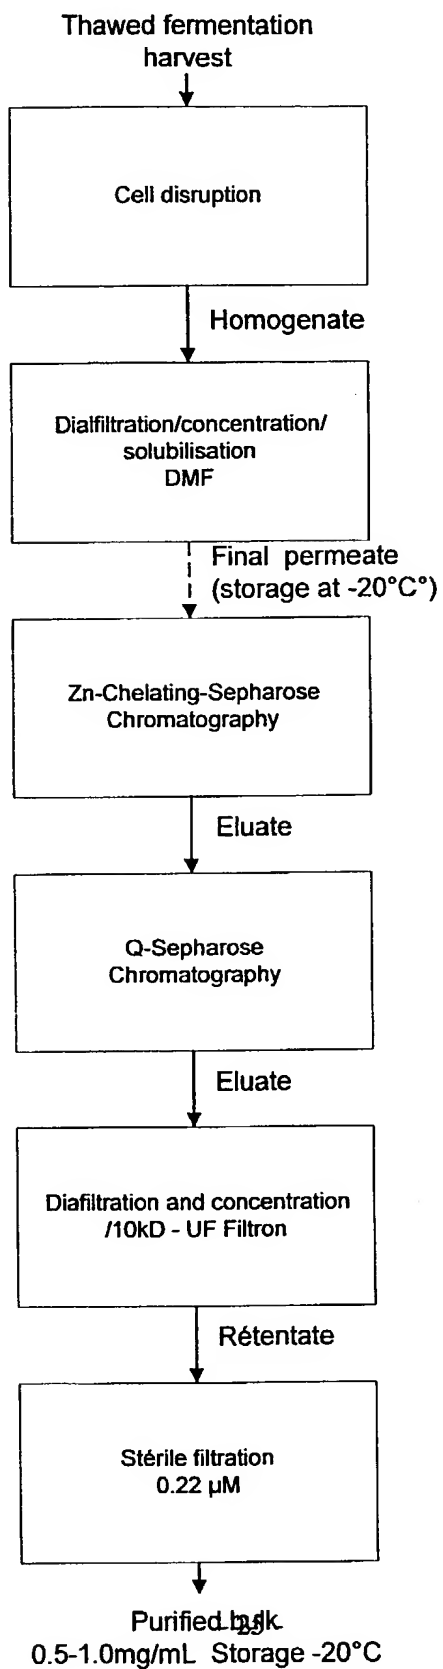 Thawed fermentation
harvest
Cell disruption
Homogenate
Dialfiltration/concentration/
solubilisation
DMF
Final permeate
(storage at -20°C°)
Zn-Chelating-Sepharose
Chromatography
Eluate
Q-Sepharose
Chromatography
Eluate
Diafiltration and concentration
/10kD - UF Filtron
Rétentate
Stérile filtration
0.22 µM
Purified bulk
0.5-1.0mg/mL Storage -20°C